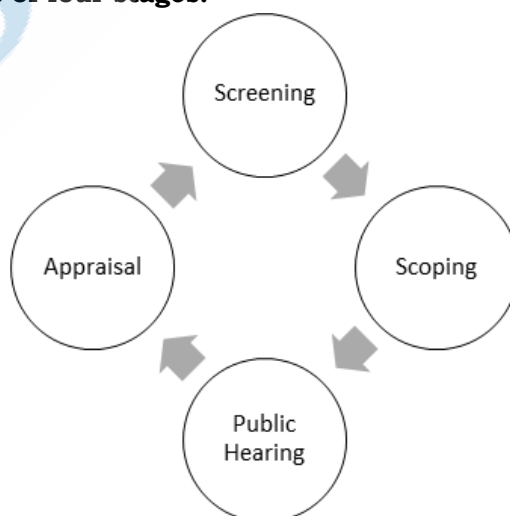 of four stages.
Screening
Scoping
Public
Hearing
Appraisal